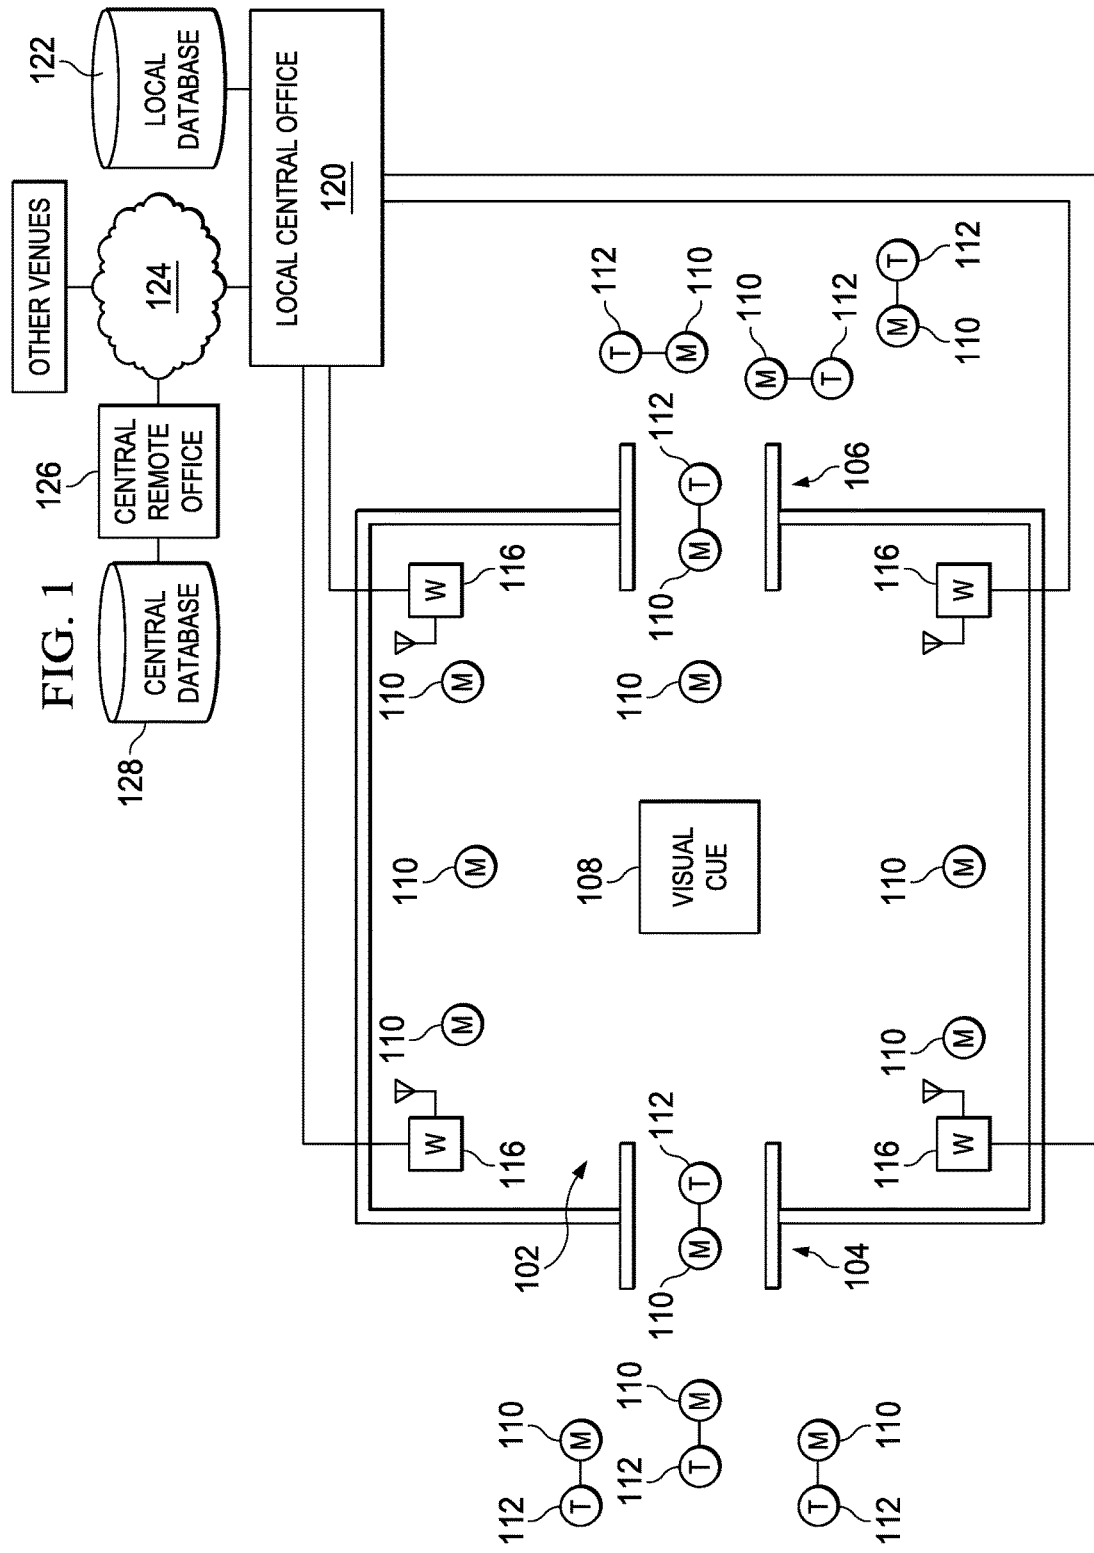 FIG. 1
OTHER VENUES
122
126
128
CENTRAL
DATABASE
CENTRAL
REMOTE
OFFICE
124
LOCAL
DATABASE
LOCAL CENTRAL OFFICE
120
110
110
110
W
W
M
M
M
116
116
112
110
102
T
M
108
112
T
112
110
110
110
112
110
112
T
M
M
T
VISUAL
CUE
M
M
T
M
110
110
M
T
M
T
112
104
106
112
110
116
110
110
116
M
T
W
M
M
W
110
112